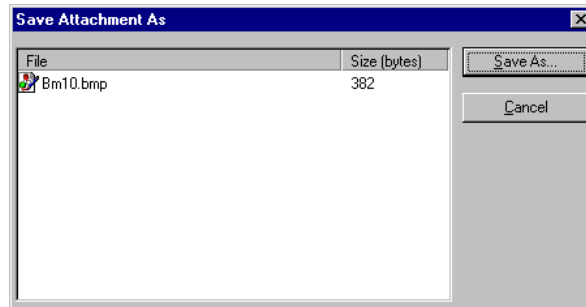 Save Attachment As
File Size (bytes) Save As...
Bm10.bmp 382
Cancel